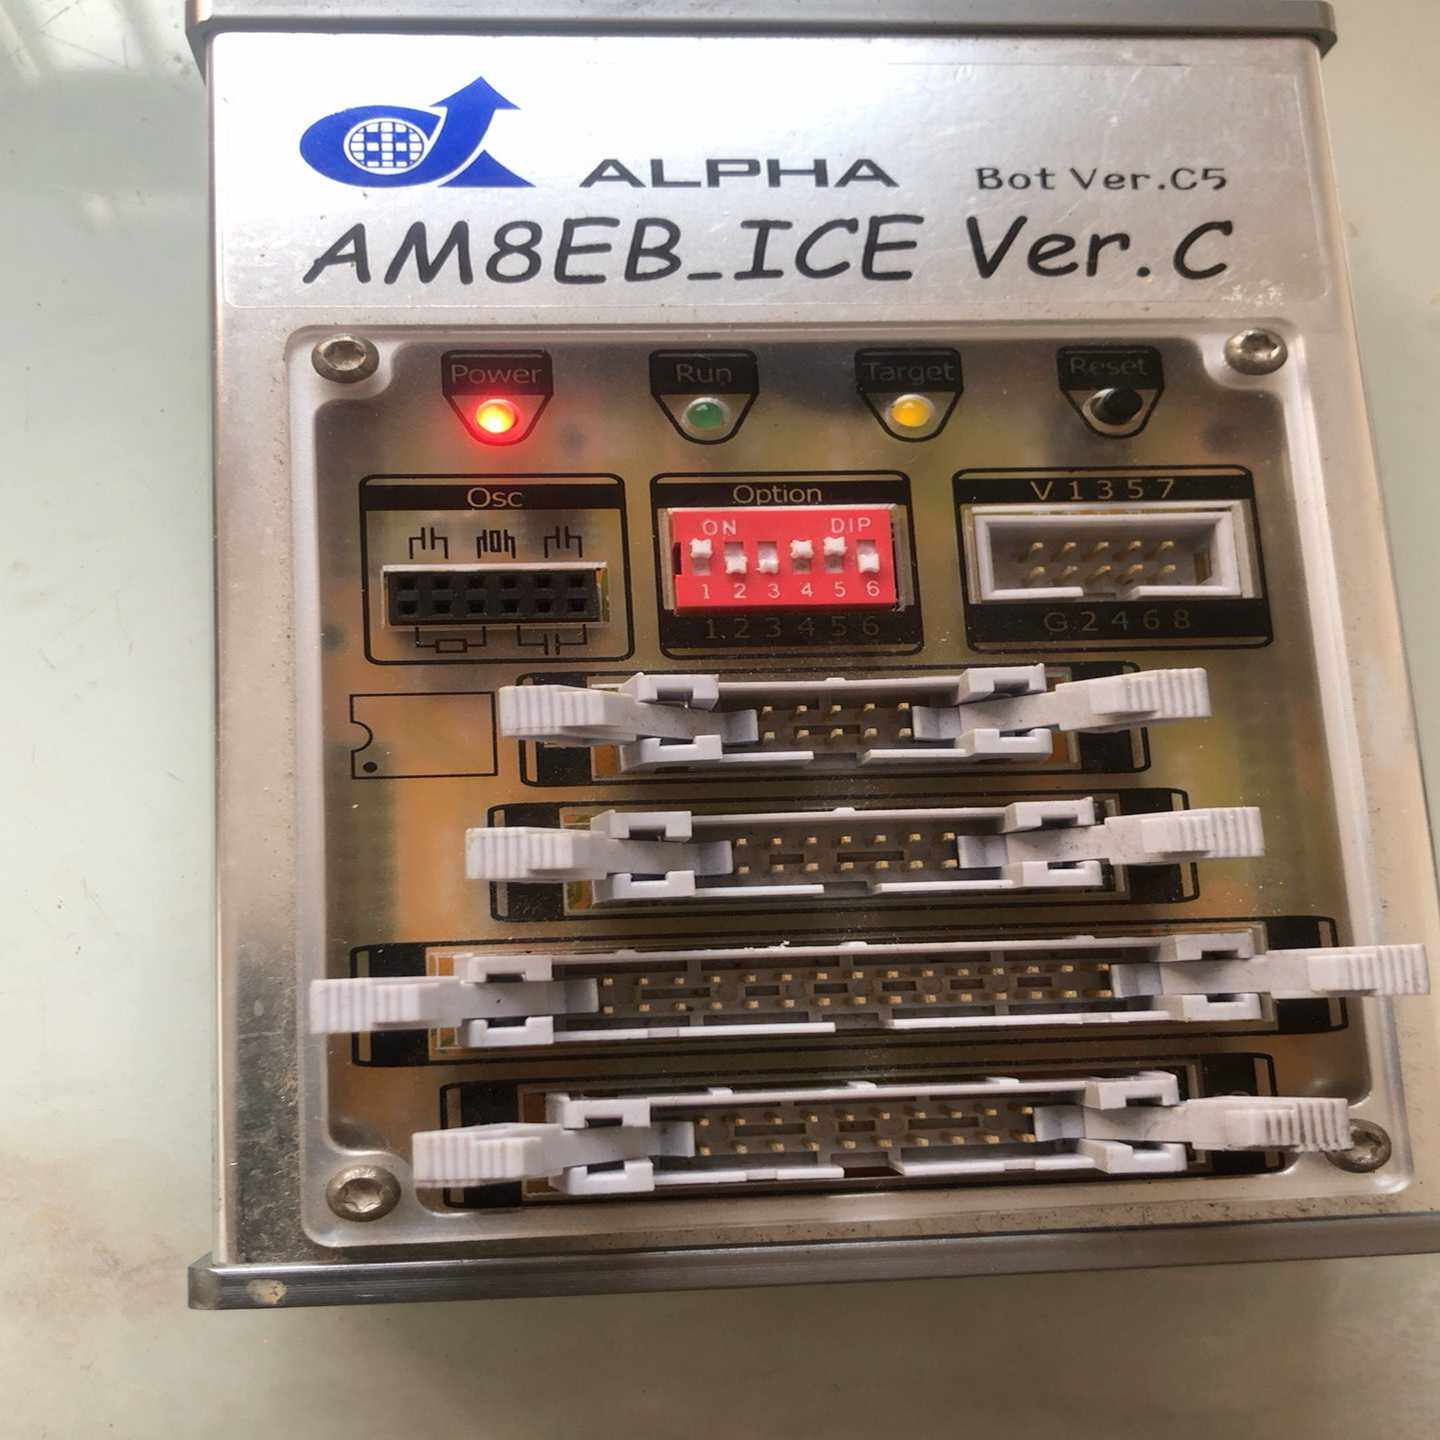 ALPHA Bot Ver.C5
AM8EB_ICE Ver.C
Power Run Target Reset
Osc Option V 1 3 5 7
ON DIP
1 2 3 4 5 6
1 2 3 4 5 6 G 2 4 6 8